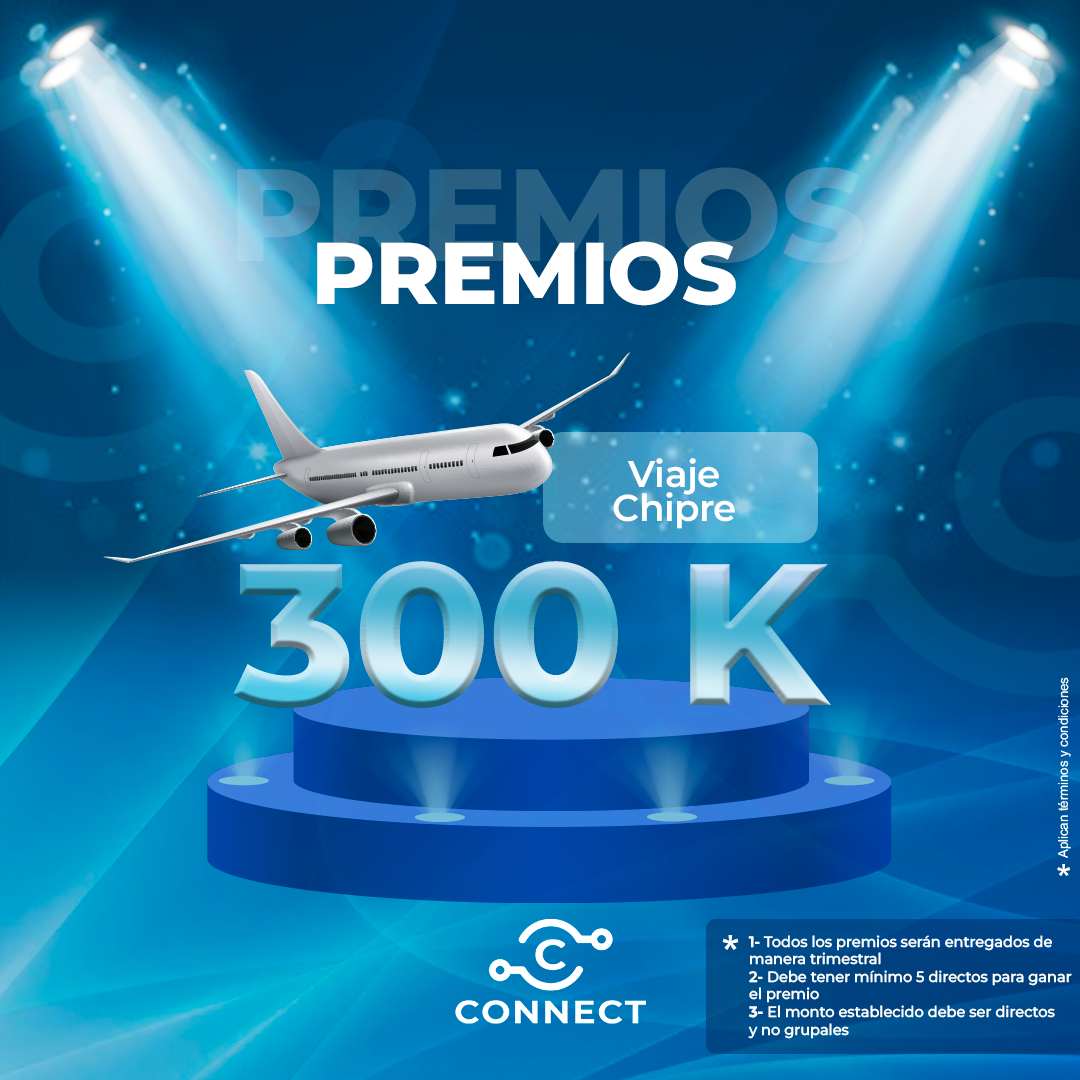 PREMIOS
PREMIOS
Viaje
Chipre
300 K
* Aplican términos y condiciones
C
CONNECT
* 1- Todos los premios serán entregados de
manera trimestral
2- Debe tener mínimo 5 directos para ganar
el premio
3- El monto establecido debe ser directos
y no grupales